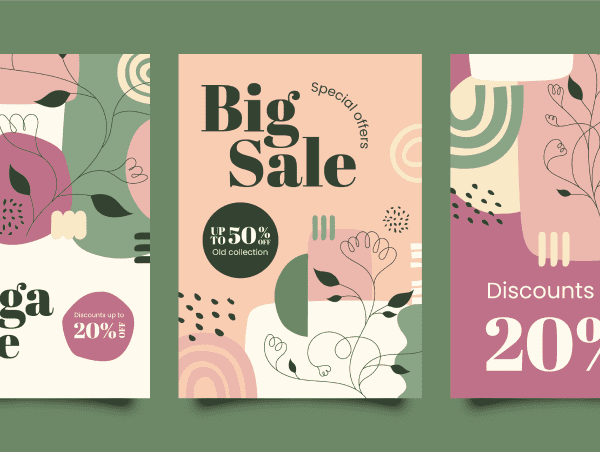 ga
e
Discounts up to
20% OFF
Big
Sale
Special offers
UP TO 50% OFF
Old collection
Discounts
20%